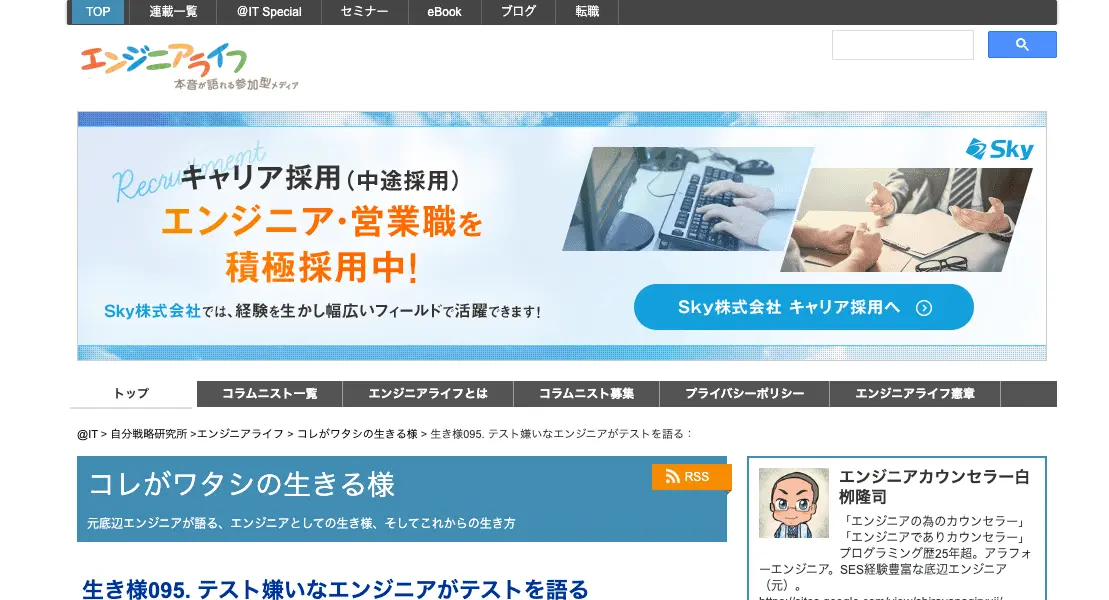 TOP 連載一覧 @IT Special セミナー eBook ブログ 転職
エンジニアライフ
本音が語れる参加型メディア
Recruitment
Sky
キャリア採用(中途採用)
エンジニア・営業職を
積極採用中!
Sky株式会社では、経験を生かし幅広いフィールドで活躍できます!
Sky株式会社 キャリア採用へ
トップ コラムニスト一覧 エンジニアライフとは コラムニスト募集 プライバシーポリシー エンジニアライフ憲章
@IT > 自分戦略研究所 >エンジニアライフ > コレがワタシの生きる様 > 生き様095. テスト嫌いなエンジニアがテストを語る：
コレがワタシの生きる様
RSS
元底辺エンジニアが語る、エンジニアとしての生き様、そしてこれからの生き方
生き様095. テスト嫌いなエンジニアがテストを語る
エンジニアカウンセラー白
栁隆司
「エンジニアの為のカウンセラー」
「エンジニアでありカウンセラー」
プログラミング歴25年超。アラフォ
ーエンジニア。SES経験豊富な底辺エンジニア
（元）。